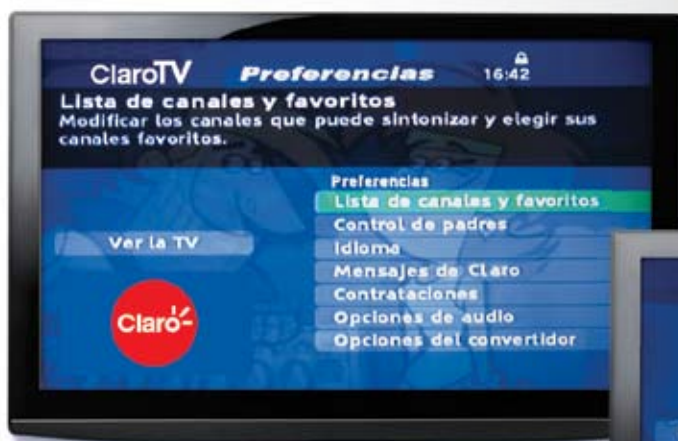 ClaroTV Preferencias 16:42
Lista de canales y favoritos
Modificar los canales que puede sintonizar y elegir sus
canales favoritos.
Preferencias
Lista de canales y favoritos
Control de padres
Ver la TV
Idioma
Mensajes de Claro
Contrataciones
Opciones de audio
Opciones del convertidor
Claro